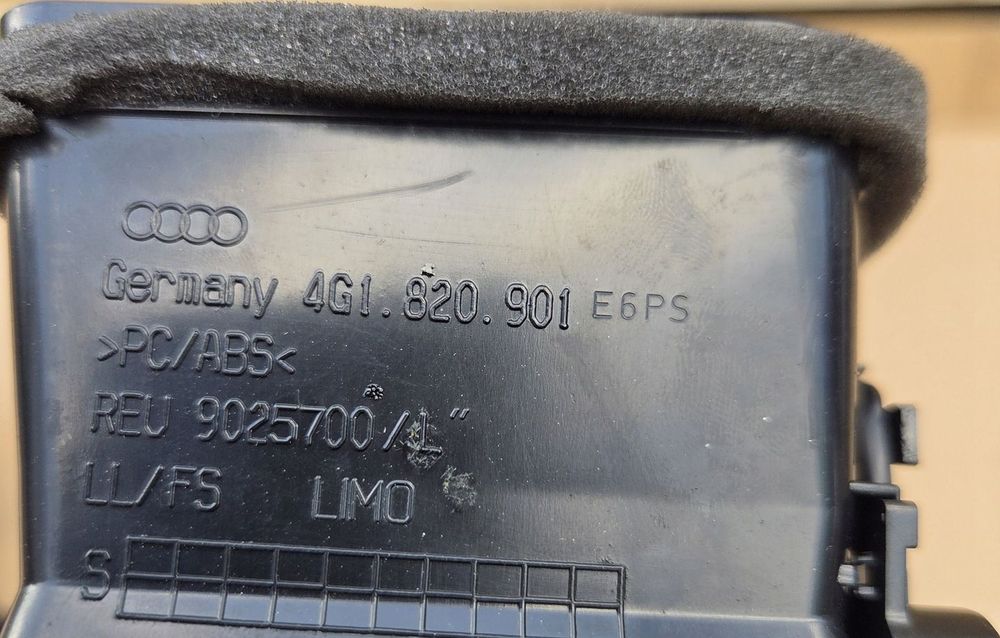 Germany 4G1.820.901 E6PS
>PC/ABS<
REU 9025700/L"
LL/FS LIMO
S